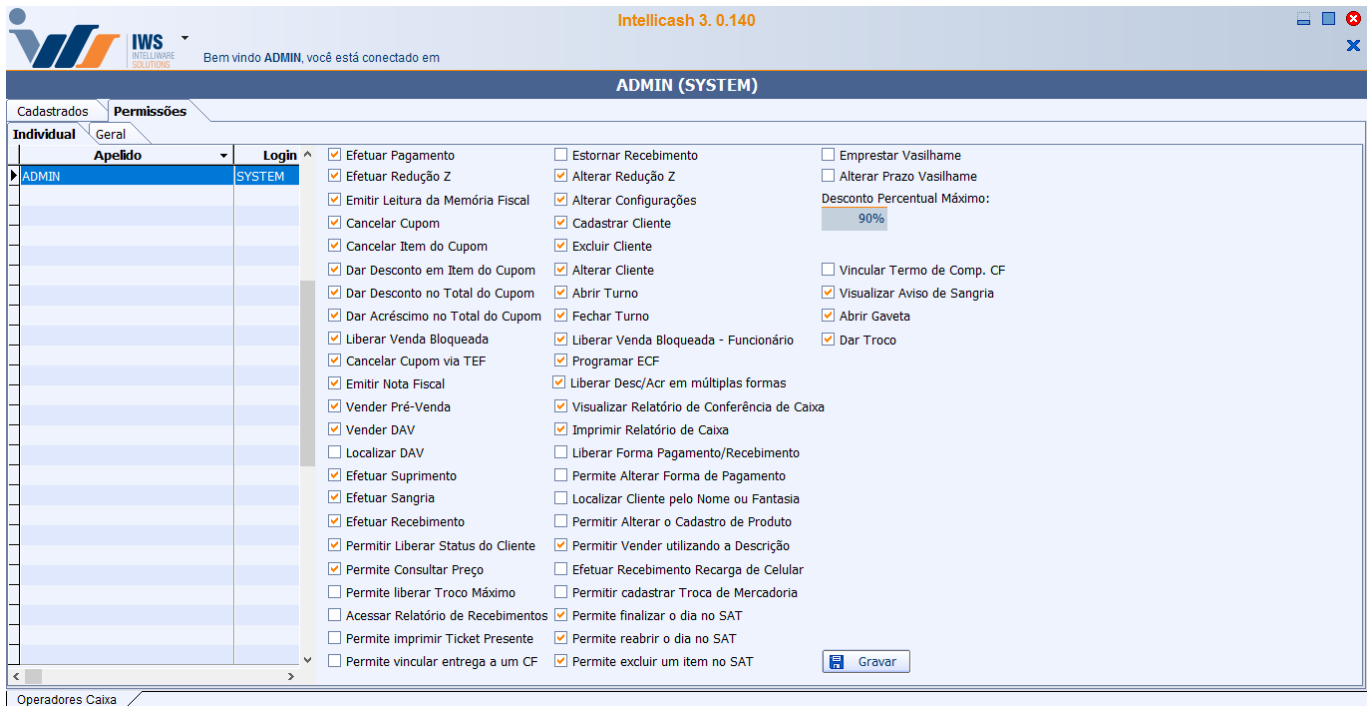 Intellicash 3. 0.140
IWS
INTELLIWARE
SOLUTIONS
Bem vindo ADMIN, você está conectado em
ADMIN (SYSTEM)
Cadastrados Permissões
Individual Geral
Apelido Login
ADMIN SYSTEM
Efetuar Pagamento
Efetuar Redução Z
Emitir Leitura da Memória Fiscal
Cancelar Cupom
Cancelar Item do Cupom
Dar Desconto em Item do Cupom
Dar Desconto no Total do Cupom
Dar Acréscimo no Total do Cupom
Liberar Venda Bloqueada
Cancelar Cupom via TEF
Emitir Nota Fiscal
Vender Pré-Venda
Vender DAV
Localizar DAV
Efetuar Suprimento
Efetuar Sangria
Efetuar Recebimento
Permitir Liberar Status do Cliente
Permite Consultar Preço
Permite liberar Troco Máximo
Acessar Relatório de Recebimentos
Permite imprimir Ticket Presente
Permite vincular entrega a um CF
Estornar Recebimento
Alterar Redução Z
Alterar Configurações
Cadastrar Cliente
Excluir Cliente
Alterar Cliente
Abrir Turno
Fechar Turno
Liberar Venda Bloqueada - Funcionário
Programar ECF
Liberar Desc/Acr em múltiplas formas
Visualizar Relatório de Conferência de Caixa
Imprimir Relatório de Caixa
Liberar Forma Pagamento/Recebimento
Permite Alterar Forma de Pagamento
Localizar Cliente pelo Nome ou Fantasia
Permitir Alterar o Cadastro de Produto
Permitir Vender utilizando a Descrição
Efetuar Recebimento Recarga de Celular
Permitir cadastrar Troca de Mercadoria
Permite finalizar o dia no SAT
Permite reabrir o dia no SAT
Permite excluir um item no SAT
Emprestar Vasilhame
Alterar Prazo Vasilhame
Desconto Percentual Máximo:
90%
Vincular Termo de Comp. CF
Visualizar Aviso de Sangria
Abrir Gaveta
Dar Troco
Gravar
Operadores Caixa